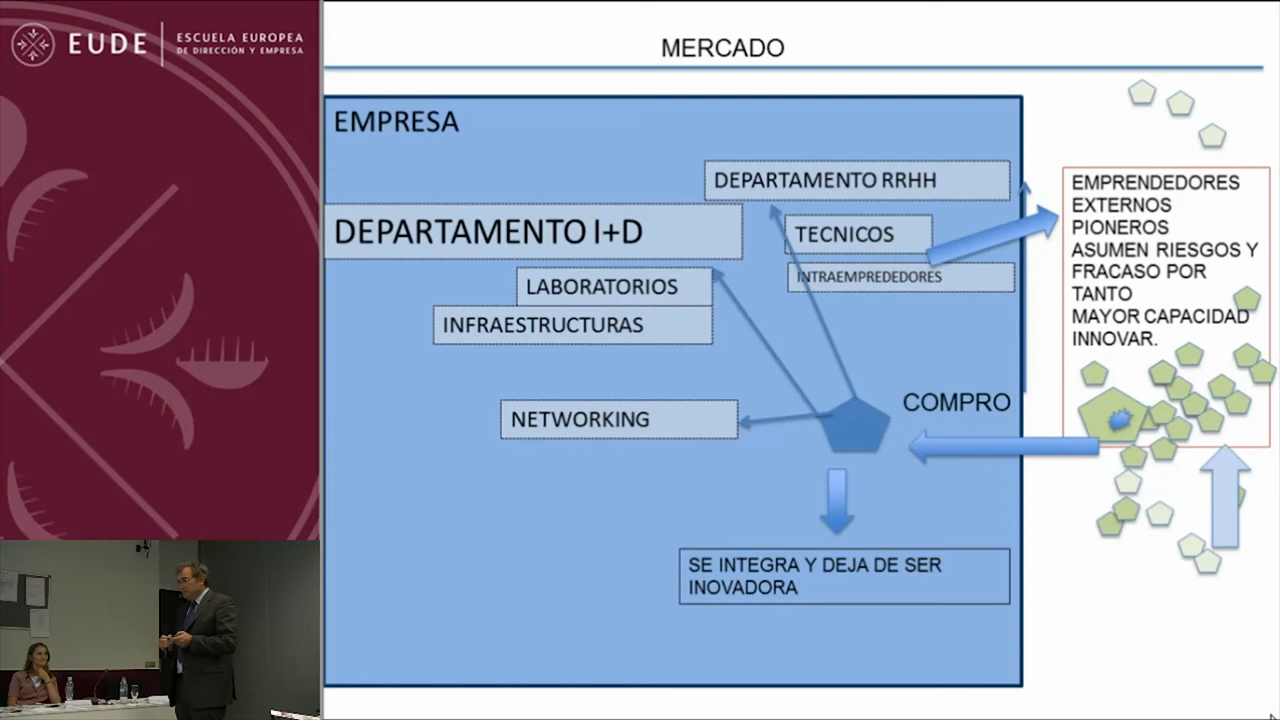 EUDE
ESCUELA EUROPEA
DE DIRECCIÓN Y EMPRESA
MERCADO
EMPRESA
DEPARTAMENTO RRHH
DEPARTAMENTO I+D
TECNICOS
INTRAEMPREDEDORES
LABORATORIOS
INFRAESTRUCTURAS
NETWORKING
COMPRO
SE INTEGRA Y DEJA DE SER
INOVADORA
EMPRENDEDORES
EXTERNOS
PIONEROS
ASUMEN RIESGOS Y
FRACASO POR
TANTO
MAYOR CAPACIDAD
INNOVAR.